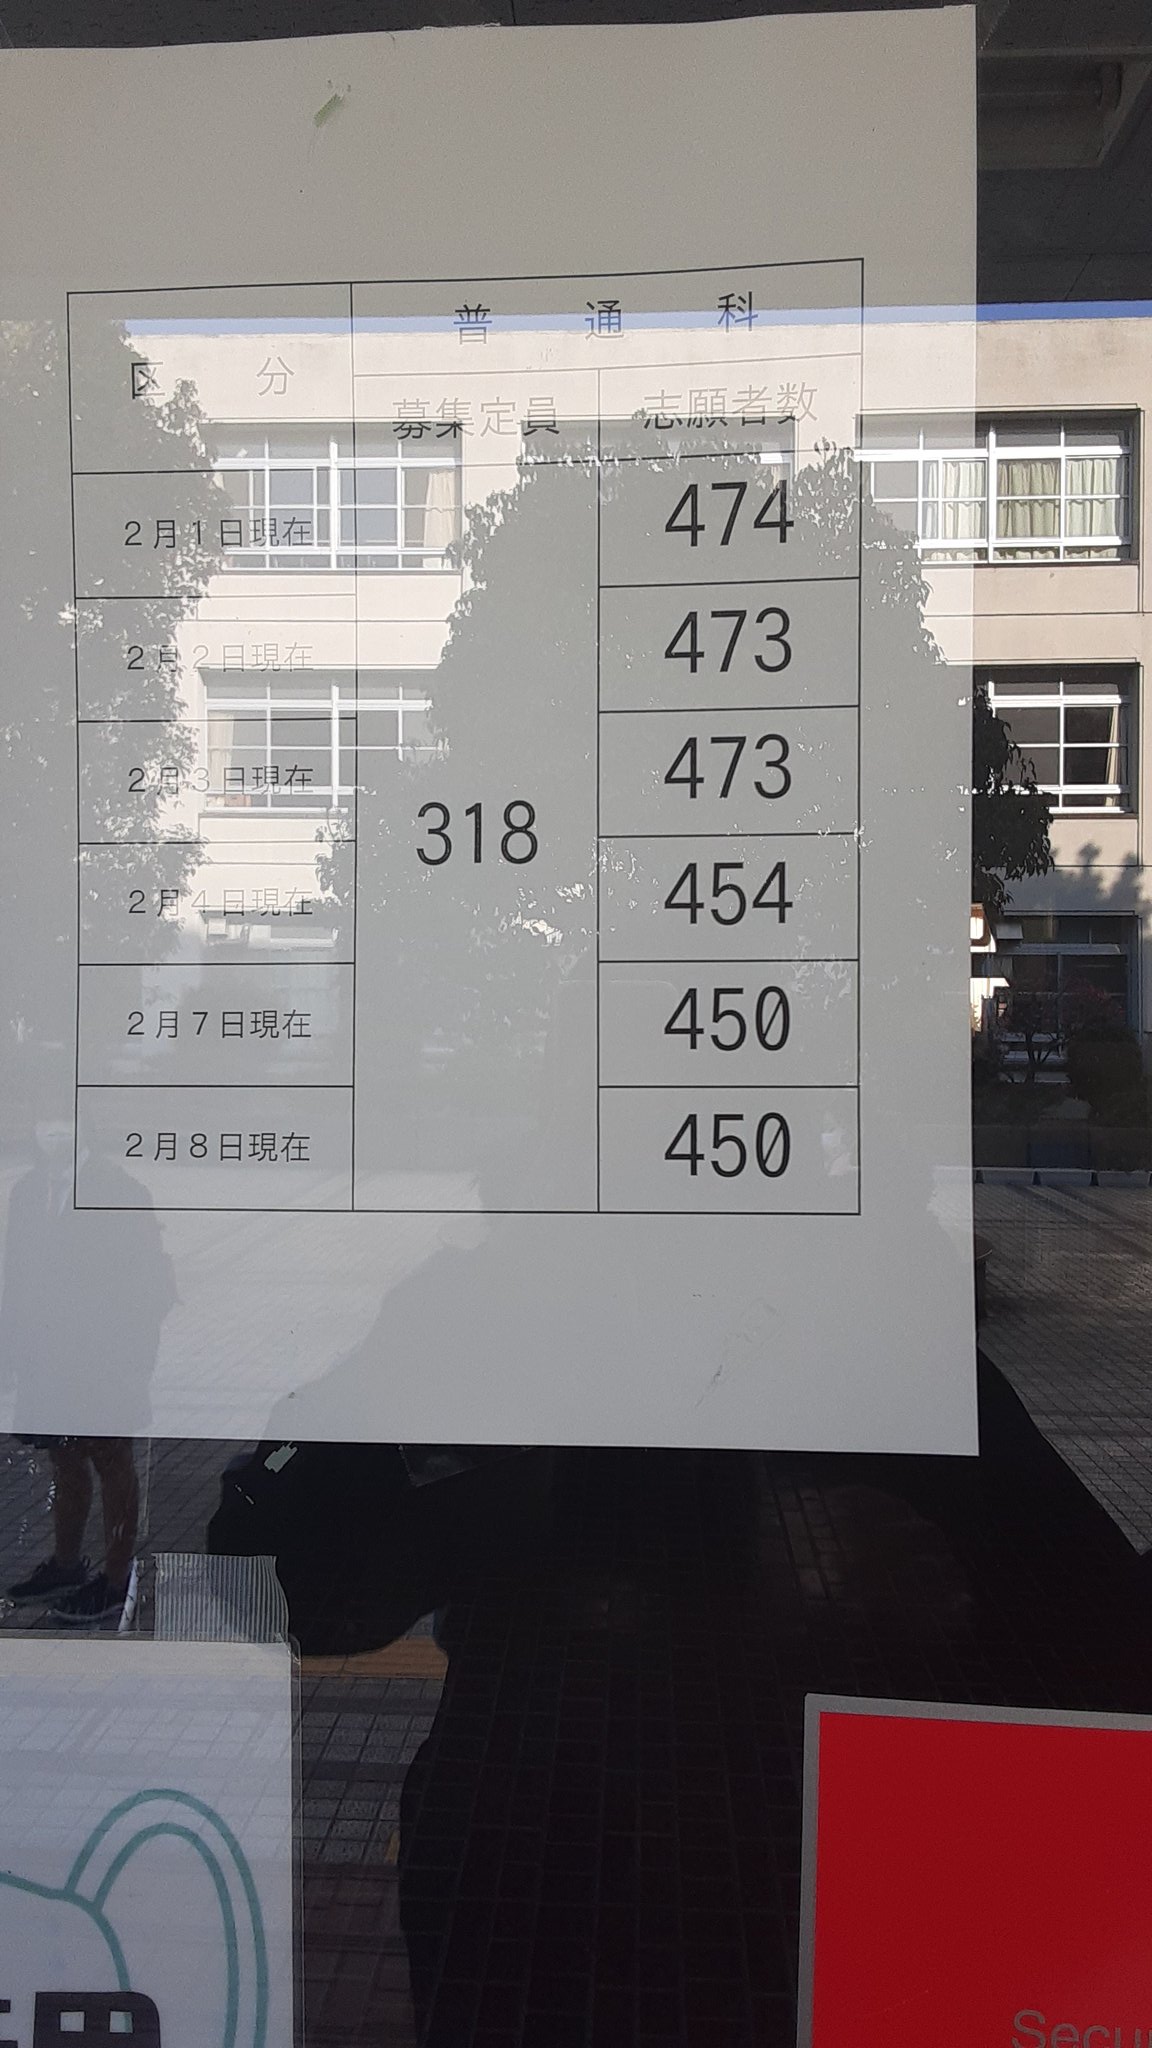 区　分
普　通　科
募集定員
志願者数
２月１日現在
474
２月２日現在
473
２月３日現在
473
318
２月４日現在
454
２月７日現在
450
２月８日現在
450
Secu